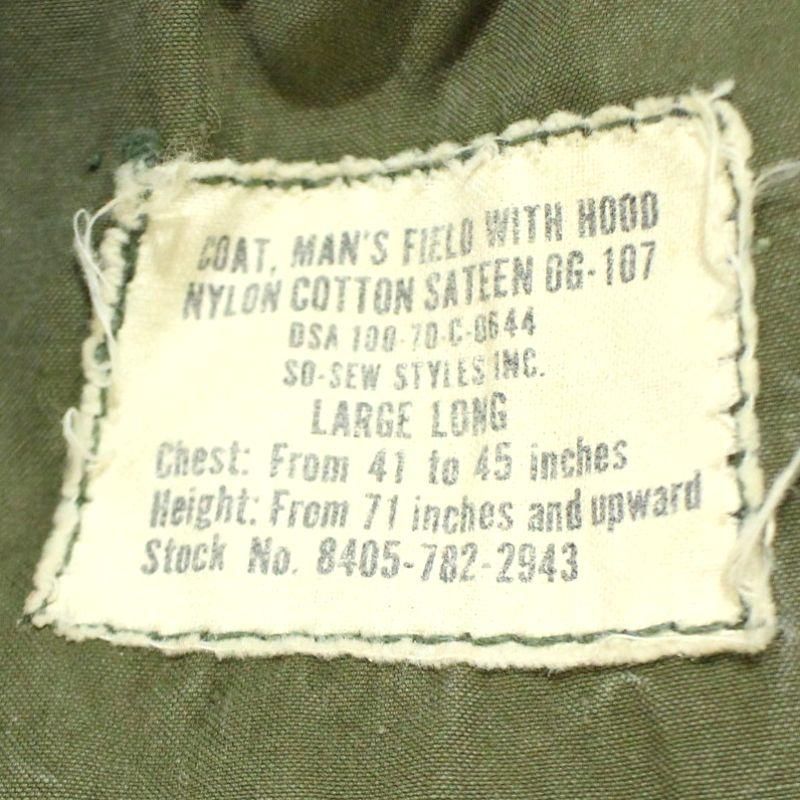 COAT, MAN'S FIELD WITH HOOD
NYLON COTTON SATEEN OG-107
DSA 100-70-C-0644
SO-SEW STYLES INC.
LARGE LONG
Chest: From 41 to 45 inches
Height: From 71 inches and upward
Stock No. 8405-782-2943